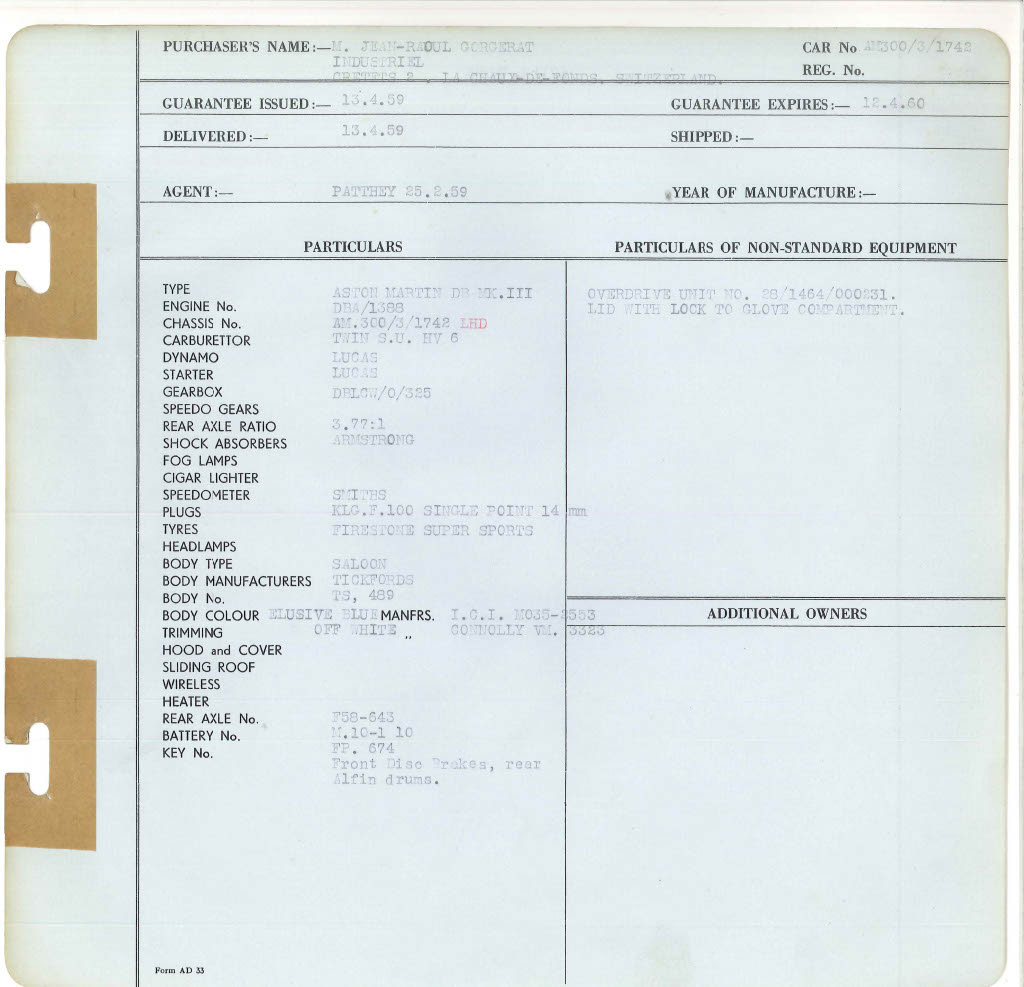 PURCHASER'S NAME:— M. JEAN-RAOUL GORGERAT CAR No AM300/3/1742
INDUSTRIEL REG. No.
CRETETS 2, LA CHAUX-DE-FONDS, SWITZERLAND.
GUARANTEE ISSUED:— 13.4.59 GUARANTEE EXPIRES:— 12.4.60
DELIVERED:— 13.4.59 SHIPPED:—
AGENT:— PATTHEY 25.2.59 YEAR OF MANUFACTURE:—
PARTICULARS PARTICULARS OF NON-STANDARD EQUIPMENT
TYPE ASTON MARTIN DB MK.III OVERDRIVE UNIT NO. 28/1464/000231.
ENGINE No. DBA/1388 LID WITH LOCK TO GLOVE COMPARTMENT.
CHASSIS No. AM.300/3/1742 LHD
CARBURETTOR TWIN S.U. HV 6
DYNAMO LUCAS
STARTER LUCAS
GEARBOX DBLCW/O/325
SPEEDO GEARS
REAR AXLE RATIO 3.77:1
SHOCK ABSORBERS ARMSTRONG
FOG LAMPS
CIGAR LIGHTER
SPEEDOMETER SMITHS
PLUGS KLG.F.100 SINGLE POINT 14 mm
TYRES FIRESTONE SUPER SPORTS
HEADLAMPS
BODY TYPE SALOON
BODY MANUFACTURERS TICKFORDS
BODY No. TS, 489
BODY COLOUR ELUSIVE BLUE MANFRS. I.C.I. M035-2553 ADDITIONAL OWNERS
TRIMMING OFF WHITE ,, CONNOLLY VM. 3323
HOOD and COVER
SLIDING ROOF
WIRELESS
HEATER
REAR AXLE No. F58-643
BATTERY No. M.10-1 10
KEY No. FP. 674
Front Disc Brakes, rear
Alfin drums.
Form AD 33